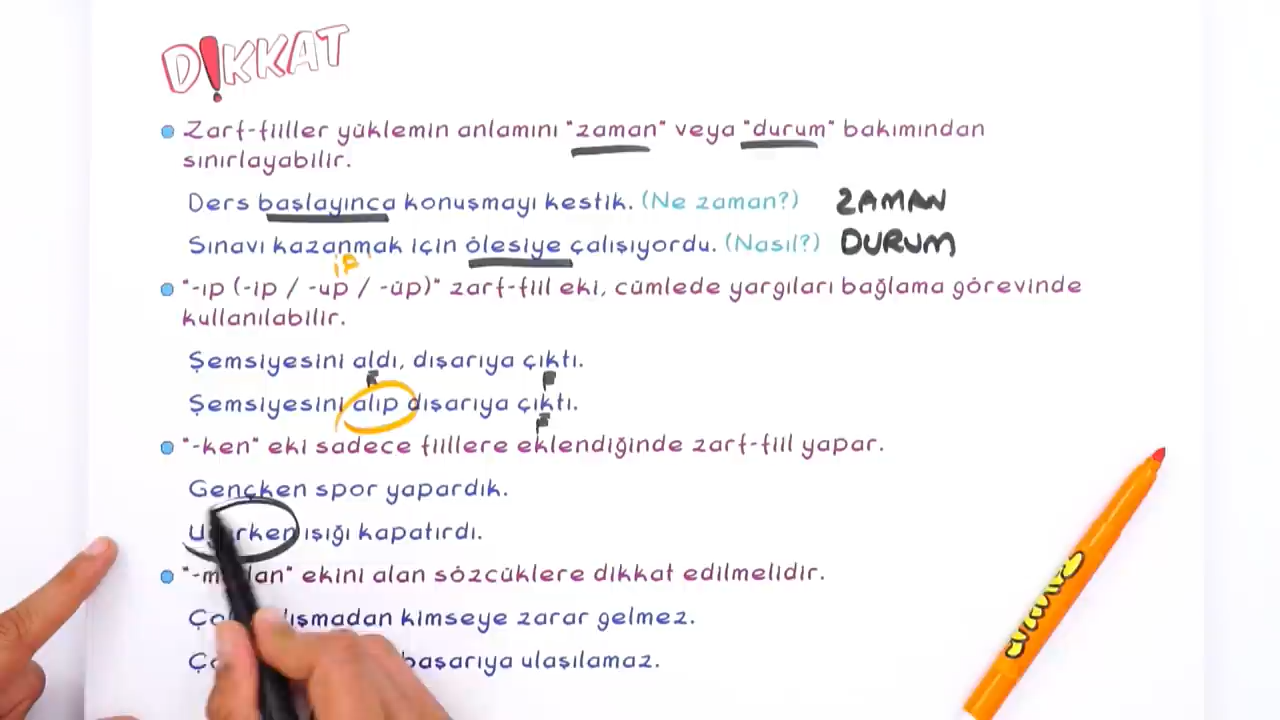 DİKKAT
Zarf-fiiller yüklemin anlamını "zaman" veya "durum" bakımından
sınırlayabilir.
Ders başlayınca konuşmayı kestik. (Ne zaman?) ZAMAN
Sınavı kazanmak için ölesiye çalışıyordu. (Nasıl?) DURUM
ip
"-ıp (-ip / -up / -üp)" zarf-fiil eki, cümlede yargıları bağlama görevinde
kullanılabilir.
Şemsiyesini aldı, dışarıya çıktı.
F F
Şemsiyesini alıp dışarıya çıktı.
F
"-ken" eki sadece fiillere eklendiğinde zarf-fiil yapar.
Gençken spor yapardık.
ışığı kapatırdı.
ekini alan sözcüklere dikkat edilmelidir.
kimseye zarar gelmez.
başarıya ulaşılamaz.